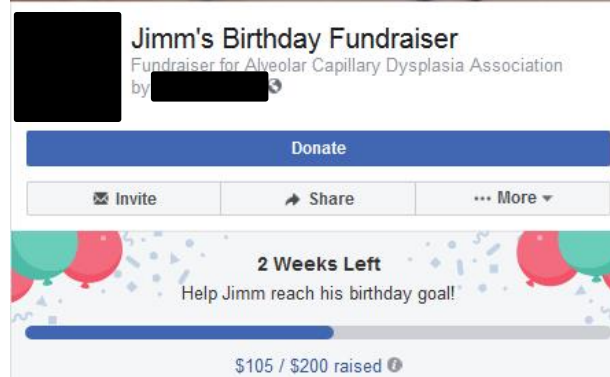 Jimm's Birthday Fundraiser
Fundraiser for Alveolar Capillary Dysplasia Association
by
Donate
Invite
Share
More
2 Weeks Left
Help Jimm reach his birthday goal!
$105 / $200 raised